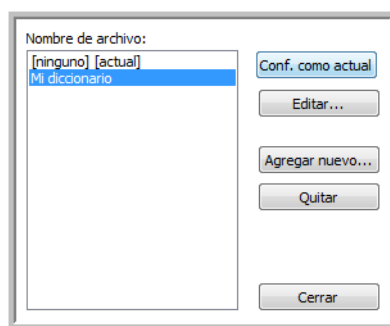 Nombre de archivo:
[ninguno] [actual]
Mi diccionario
Conf. como actual
Editar...
Agregar nuevo...
Quitar
Cerrar